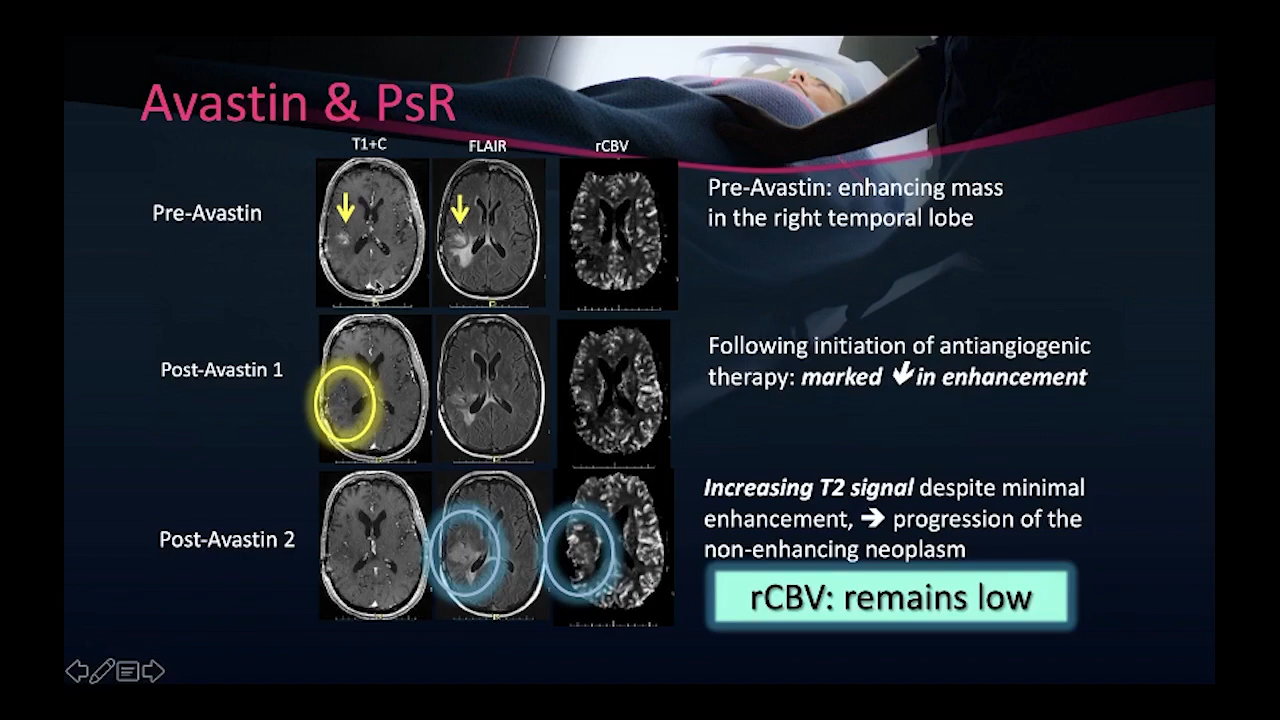 Avastin & PsR
T1+C
FLAIR
rCBV
Pre-Avastin
Pre-Avastin: enhancing mass
in the right temporal lobe
Post-Avastin 1
Following initiation of antiangiogenic
therapy: marked 🡻 in enhancement
Post-Avastin 2
Increasing T2 signal despite minimal
enhancement, ➔ progression of the
non-enhancing neoplasm
rCBV: remains low